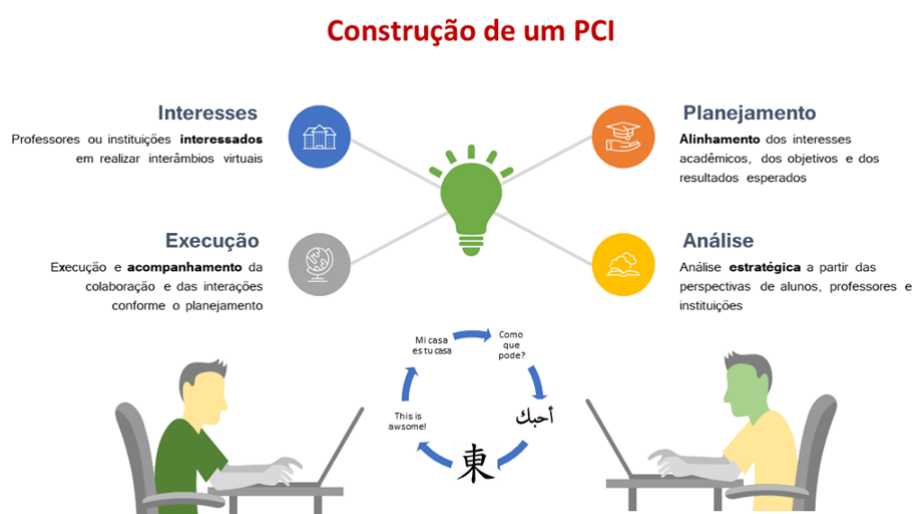 Construção de um PCI
Interesses
Professores ou instituições interessados
em realizar interâmbios virtuais
Planejamento
Alinhamento dos interesses
acadêmicos, dos objetivos e dos
resultados esperados
Execução
Execução e acompanhamento da
colaboração e das interações
conforme o planejamento
Análise
Análise estratégica a partir das
perspectivas de alunos, professores e
instituições
Mi casa
es tu casa
Como
que
pode?
أحبك
東
This is
awsome!